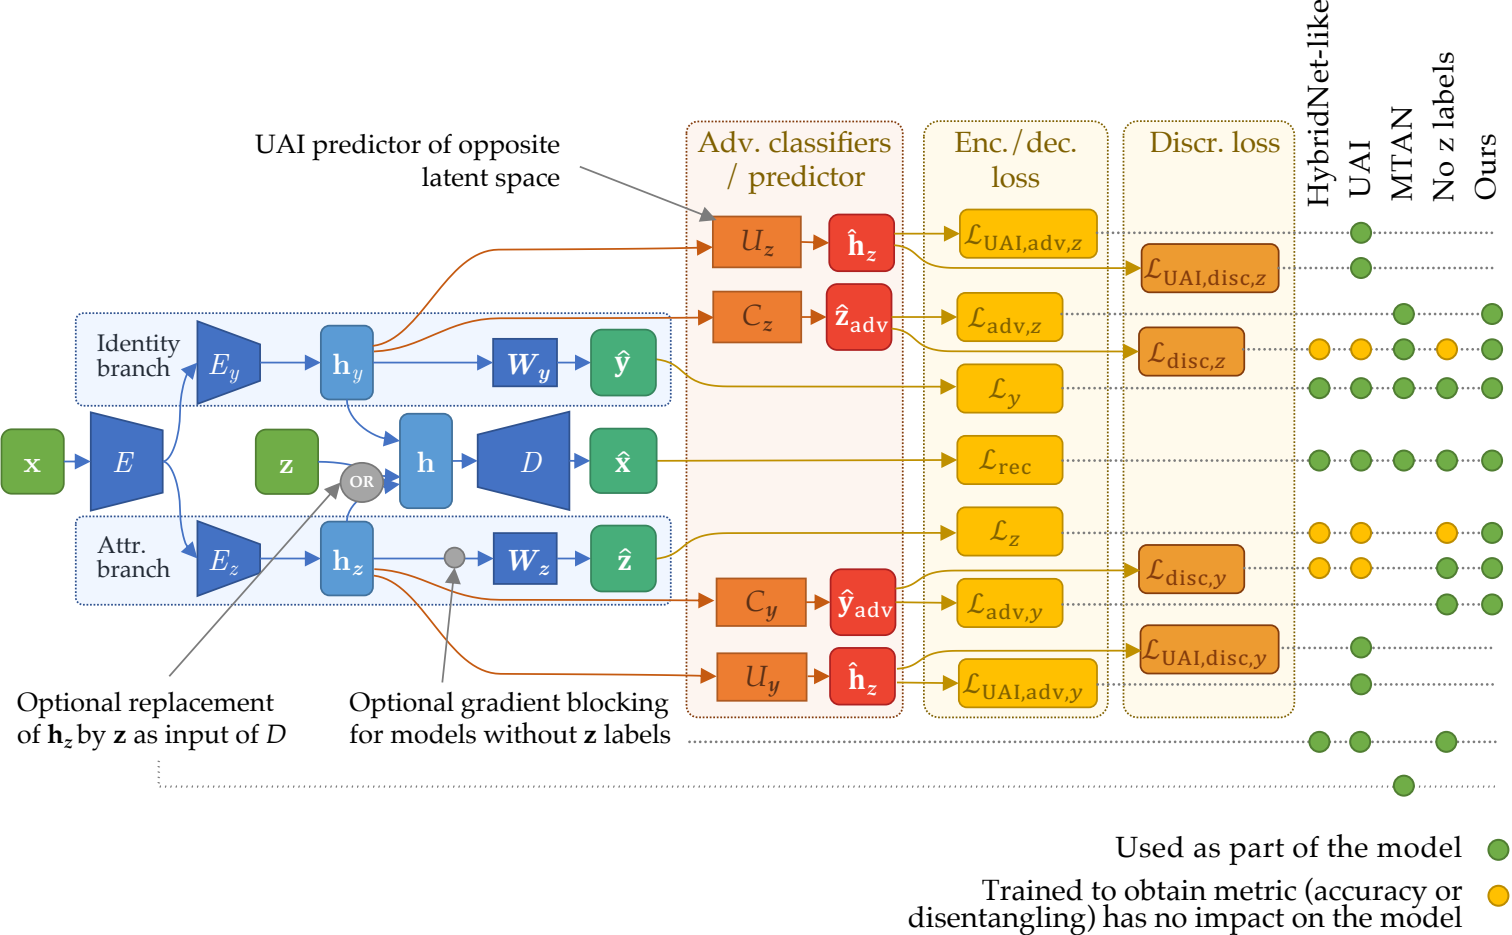 HybridNet-like
UAI
MTAN
No z labels
Ours
UAI predictor of opposite
latent space
Adv. classifiers
/ predictor
Enc./dec.
loss
Discr. loss
U_z
ĥ_z
ℒ_UAI,adv,z
ℒ_UAI,disc,z
C_z
ẑ_adv
ℒ_adv,z
ℒ_disc,z
Identity
branch
E_y
h_y
W_y
ŷ
ℒ_y
x
E
z
OR
h
D
x̂
ℒ_rec
Attr.
branch
E_z
h_z
W_z
ẑ
ℒ_z
ℒ_disc,y
C_y
ŷ_adv
ℒ_adv,y
ℒ_UAI,disc,y
U_y
ĥ_z
ℒ_UAI,adv,y
Optional replacement
of h_z by z as input of D
Optional gradient blocking
for models without z labels
Used as part of the model
Trained to obtain metric (accuracy or
disentangling) has no impact on the model